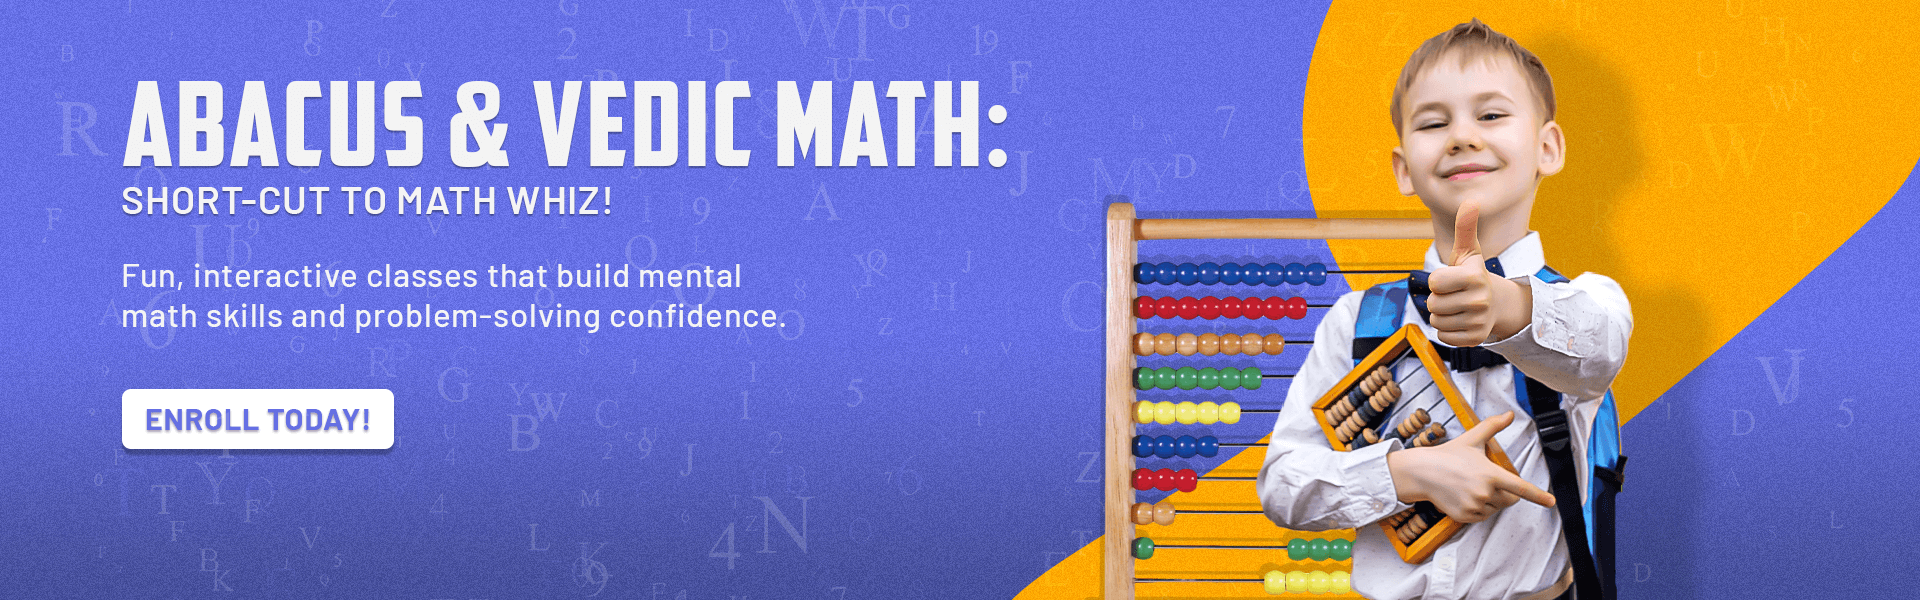 ABACUS & VEDIC MATH:
SHORT-CUT TO MATH WHIZ!
Fun, interactive classes that build mental
math skills and problem-solving confidence.
ENROLL TODAY!